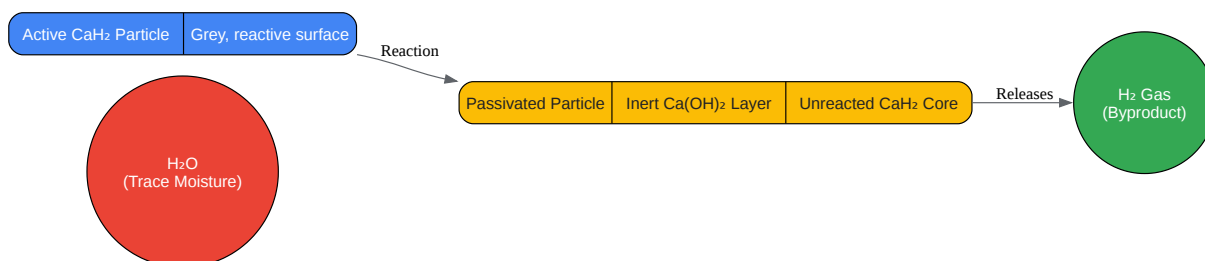 Active CaH₂ Particle
Grey, reactive surface
Reaction
H₂O
(Trace Moisture)
Passivated Particle
Inert Ca(OH)₂ Layer
Unreacted CaH₂ Core
Releases
H₂ Gas
(Byproduct)